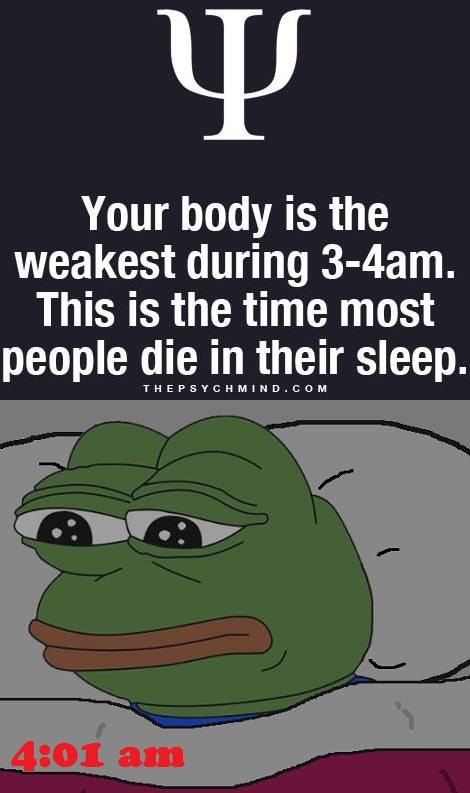 Ψ
Your body is the
weakest during 3-4am.
This is the time most
people die in their sleep.
THEPSYCHMIND.COM
4:01 am